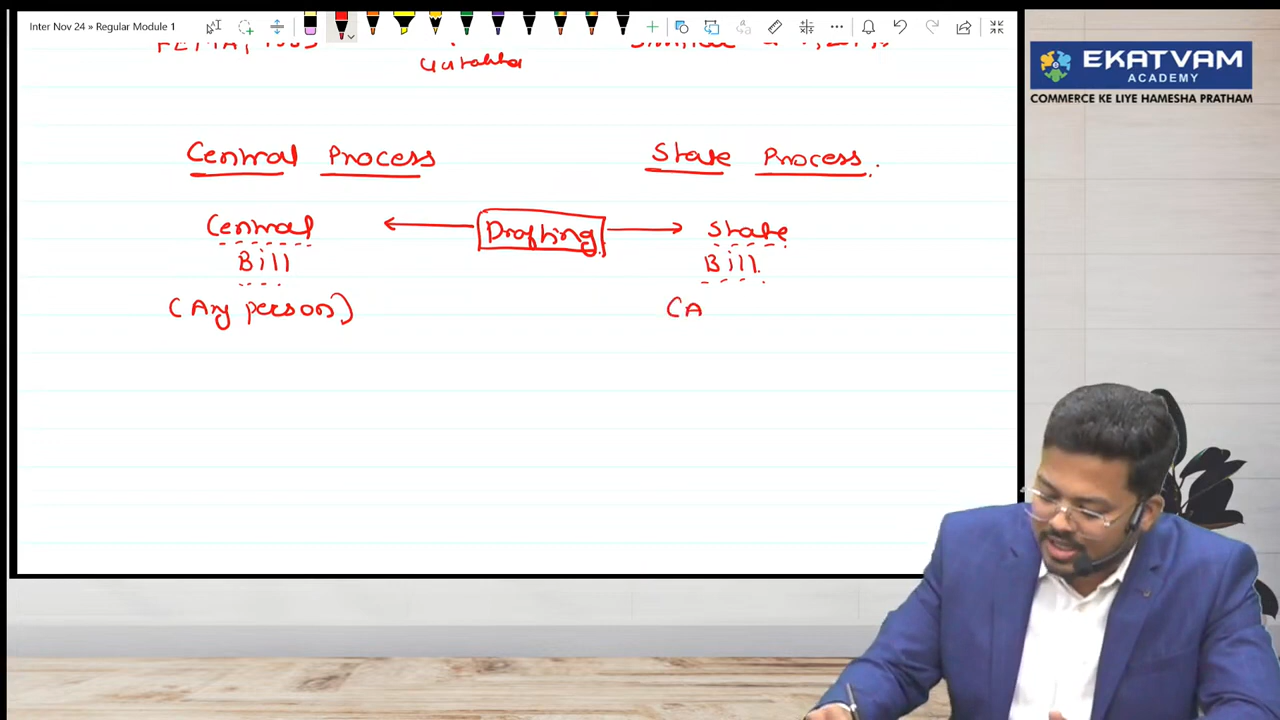 Inter Nov 24 » Regular Module 1
EKATVAM
ACADEMY
COMMERCE KE LIYE HAMESHA PRATHAM
Central Process
State Process.
Central
Drafting
State
Bill
Bill.
(Any person)
(A